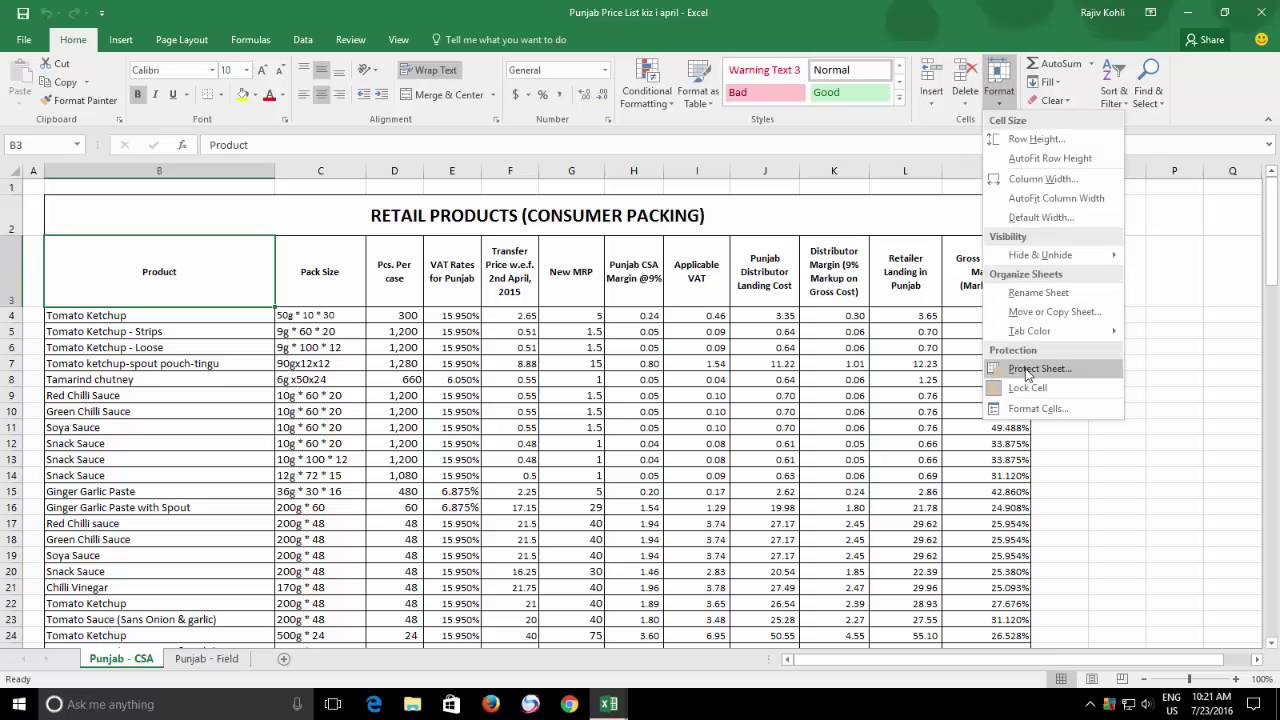 Punjab Price List kiz i april - Excel
Rajiv Kohli
File Home Insert Page Layout Formulas Data Review View Tell me what you want to do
Share
Cut
Copy
Format Painter
Paste
Clipboard
Calibri 10
B I U
Font
Wrap Text
Merge & Center
Alignment
General
$ % ,
Number
Conditional Formatting
Format as Table
Warning Text 3 Normal
Bad Good
Styles
Insert Delete Format
Cells
AutoSum
Fill
Clear
Sort & Filter
Find & Select
B3 Product
Cell Size
Row Height...
AutoFit Row Height
Column Width...
AutoFit Column Width
Default Width...
Visibility
Hide & Unhide
Organize Sheets
Rename Sheet
Move or Copy Sheet...
Tab Color
Protection
Protect Sheet...
Lock Cell
Format Cells...
A B C D E F G H I J K L P Q
1
2 RETAIL PRODUCTS (CONSUMER PACKING)
3 Product Pack Size Pcs. Per case VAT Rates for Punjab Transfer Price w.e.f. 2nd April, 2015 New MRP Punjab CSA Margin @9% Applicable VAT Punjab Distributor Landing Cost Distributor Margin (9% Markup on Gross Cost) Retailer Landing in Punjab Gross
4 Tomato Ketchup 50g * 10 * 30 300 15.950% 2.65 5 0.24 0.46 3.35 0.30 3.65
5 Tomato Ketchup - Strips 9g * 60 * 20 1,200 15.950% 0.55 1.5 0.05 0.09 0.64 0.06 0.70
6 Tomato Ketchup - Loose 9g * 100 * 12 1,200 15.950% 0.55 1.5 0.05 0.09 0.64 0.06 0.70
7 Tomato ketchup-spout pouch-tingu 90gx12x12 1,280 15.950% 8.88 15 0.80 1.54 11.22 1.01 12.23
8 Tamarind chutney 6g x50x24 660 6.050% 0.55 1 0.05 0.09 0.64 0.06 1.25
9 Red Chilli Sauce 10g * 60 * 20 1,200 15.950% 0.55 1 0.05 0.10 0.70 0.06 0.76
10 Green Chilli Sauce 10g * 60 * 20 1,200 15.950% 0.55 1 0.05 0.10 0.70 0.06 0.76
11 Soya Sauce 10g * 60 * 20 1,200 15.950% 0.55 1 0.05 0.10 0.70 0.06 0.76 49.488%
12 Snack Sauce 10g * 60 * 20 1,200 15.950% 0.48 1 0.04 0.08 0.61 0.05 0.66 33.875%
13 Snack Sauce 10g * 100 * 12 1,200 15.950% 0.48 1 0.04 0.08 0.61 0.05 0.66 33.875%
14 Snack Sauce 12g * 72 * 15 1,080 15.950% 0.5 1 0.05 0.09 0.63 0.06 0.69 31.120%
15 Ginger Garlic Paste 36g * 30 * 16 480 6.875% 2.25 5 0.20 0.17 2.62 0.24 2.86 42.860%
16 Ginger Garlic Paste with Spout 200g * 60 60 6.875% 17.15 29 1.54 1.29 19.98 1.80 21.78 24.908%
17 Red Chilli sauce 200g * 48 48 15.950% 21.5 40 1.94 3.74 27.17 2.45 29.62 25.954%
18 Green Chilli Sauce 200g * 48 48 15.950% 21.5 40 1.94 3.74 27.17 2.45 29.62 25.954%
19 Soya Sauce 200g * 48 48 15.950% 21.5 40 1.94 3.74 27.17 2.45 29.62 25.954%
20 Snack Sauce 200g * 48 48 15.950% 16.25 30 1.46 2.83 20.54 1.85 22.39 25.380%
21 Chilli Vinegar 170g * 48 48 15.950% 21.75 40 1.96 3.78 27.49 2.47 29.96 25.093%
22 Tomato Ketchup 200g * 48 48 15.950% 21 40 1.89 3.65 26.54 2.39 28.93 27.676%
23 Tomato Sauce (Sans Onion & garlic) 200g * 48 48 15.950% 20 40 1.80 3.48 25.28 2.27 27.55 31.120%
24 Tomato Ketchup 500g * 24 24 15.950% 40 75 3.60 6.95 50.55 4.55 55.10 26.528%
Punjab - CSA Punjab - Field
Ready
100%
Ask me anything
ENG US
10:21 AM
7/23/2016